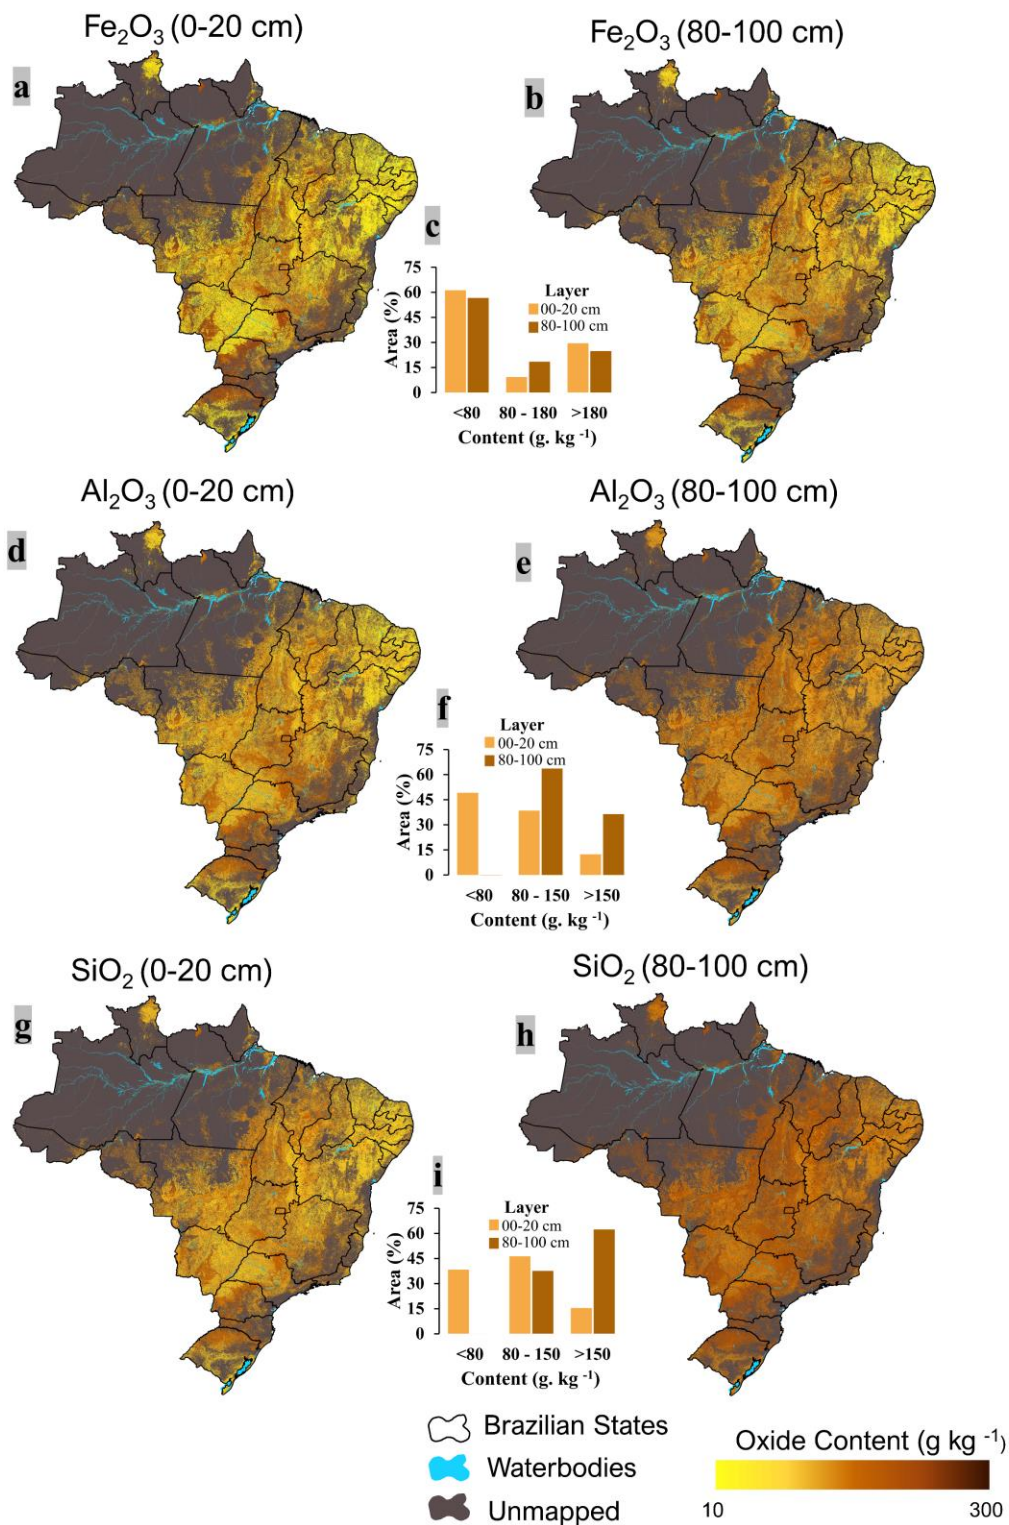 Fe₂O₃ (0-20 cm)
Fe₂O₃ (80-100 cm)
a
b
c
75
60
45
30
15
0
Area (%)
Layer
00-20 cm
80-100 cm
<80
80 - 180
>180
Content (g. kg ⁻¹)
Al₂O₃ (0-20 cm)
Al₂O₃ (80-100 cm)
d
e
f
75
60
45
30
15
0
Area (%)
Layer
00-20 cm
80-100 cm
<80
80 - 150
>150
Content (g. kg ⁻¹)
SiO₂ (0-20 cm)
SiO₂ (80-100 cm)
g
h
i
75
60
45
30
15
0
Area (%)
Layer
00-20 cm
80-100 cm
<80
80 - 150
>150
Content (g. kg ⁻¹)
Brazilian States
Waterbodies
Unmapped
Oxide Content (g kg ⁻¹)
10
300